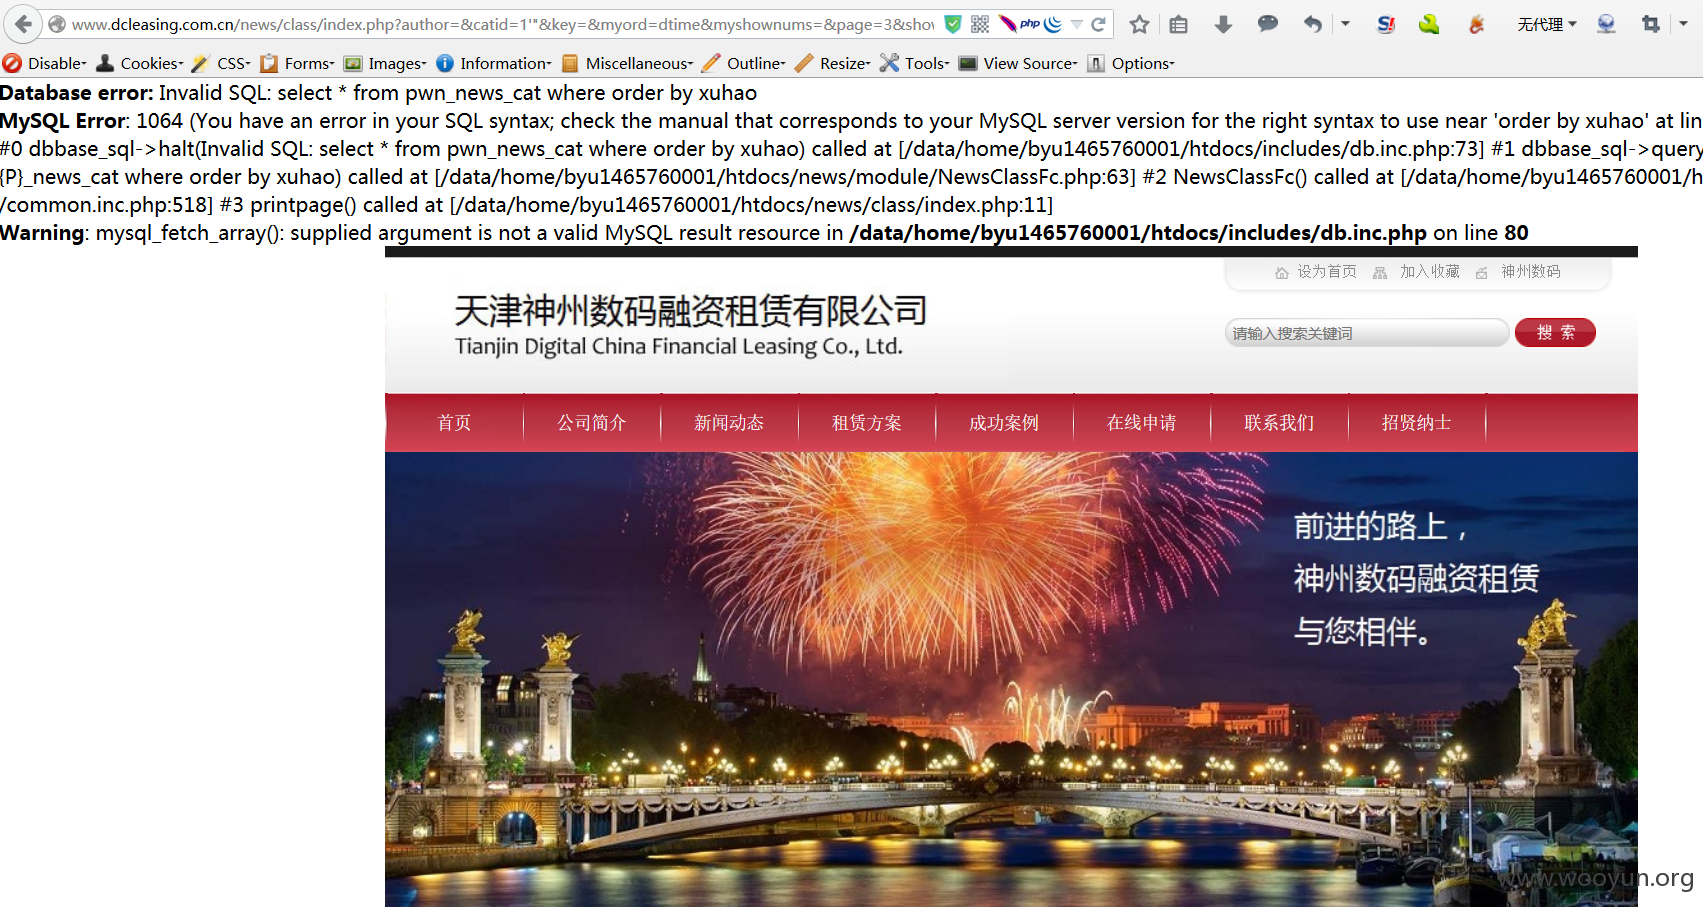 www.dcleasing.com.cn/news/class/index.php?author=&catid=1'"&key=&myord=dtime&myshownums=&page=3&show
php
无代理
Disable Cookies CSS Forms Images Information Miscellaneous Outline Resize Tools View Source Options
Database error: Invalid SQL: select * from pwn_news_cat where order by xuhao
MySQL Error: 1064 (You have an error in your SQL syntax; check the manual that corresponds to your MySQL server version for the right syntax to use near 'order by xuhao' at lin
#0 dbbase_sql->halt(Invalid SQL: select * from pwn_news_cat where order by xuhao) called at [/data/home/byu1465760001/htdocs/includes/db.inc.php:73] #1 dbbase_sql->query
{P}_news_cat where order by xuhao) called at [/data/home/byu1465760001/htdocs/news/module/NewsClassFc.php:63] #2 NewsClassFc() called at [/data/home/byu1465760001/h
/common.inc.php:518] #3 printpage() called at [/data/home/byu1465760001/htdocs/news/class/index.php:11]
Warning: mysql_fetch_array(): supplied argument is not a valid MySQL result resource in /data/home/byu1465760001/htdocs/includes/db.inc.php on line 80
设为首页 加入收藏 神州数码
天津神州数码融资租赁有限公司
Tianjin Digital China Financial Leasing Co., Ltd.
请输入搜索关键词 搜 索
首页 公司简介 新闻动态 租赁方案 成功案例 在线申请 联系我们 招贤纳士
前进的路上，
神州数码融资租赁
与您相伴。
www.wooyun.org